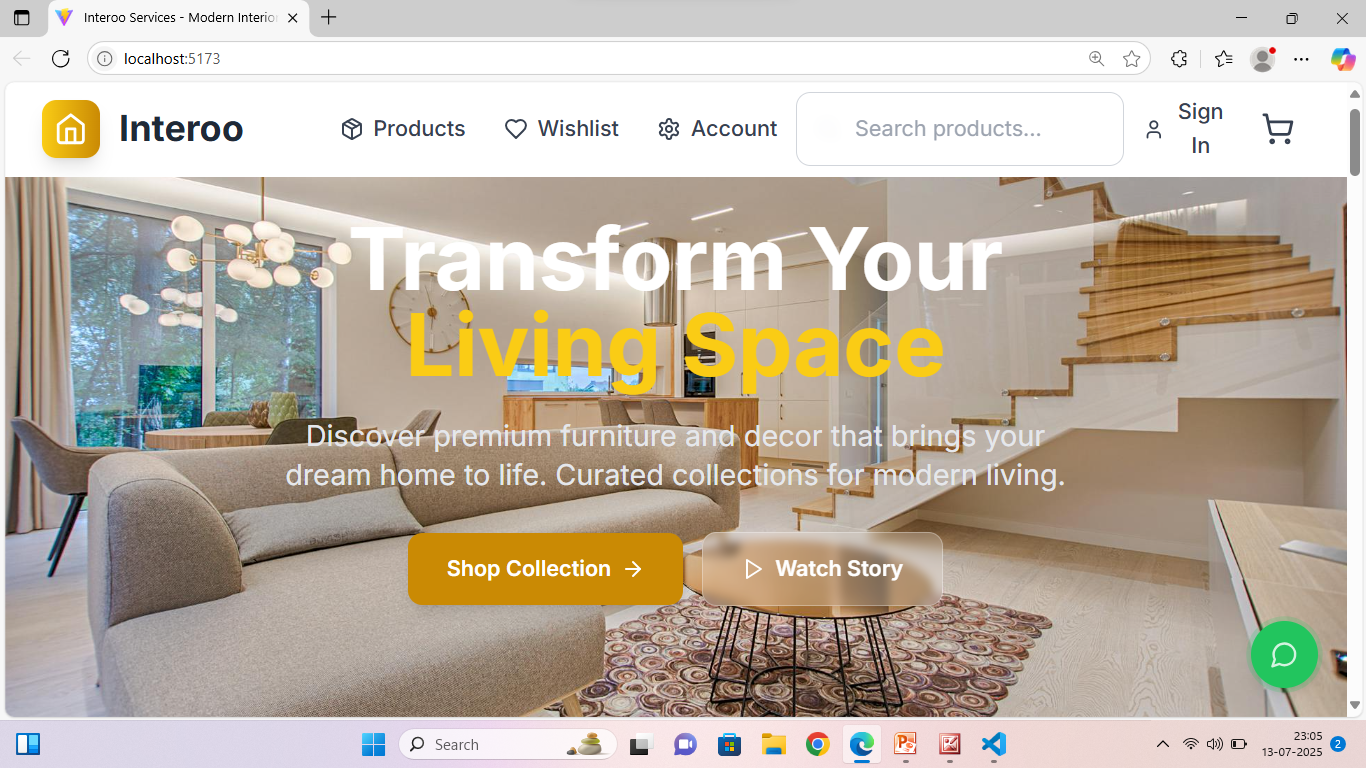 Interoo Services - Modern Interior
localhost:5173
Interoo
Products
Wishlist
Account
Search products...
Sign
In
Transform Your
Living Space
Discover premium furniture and decor that brings your
dream home to life. Curated collections for modern living.
Shop Collection
Watch Story
Search
23:05
13-07-2025
2